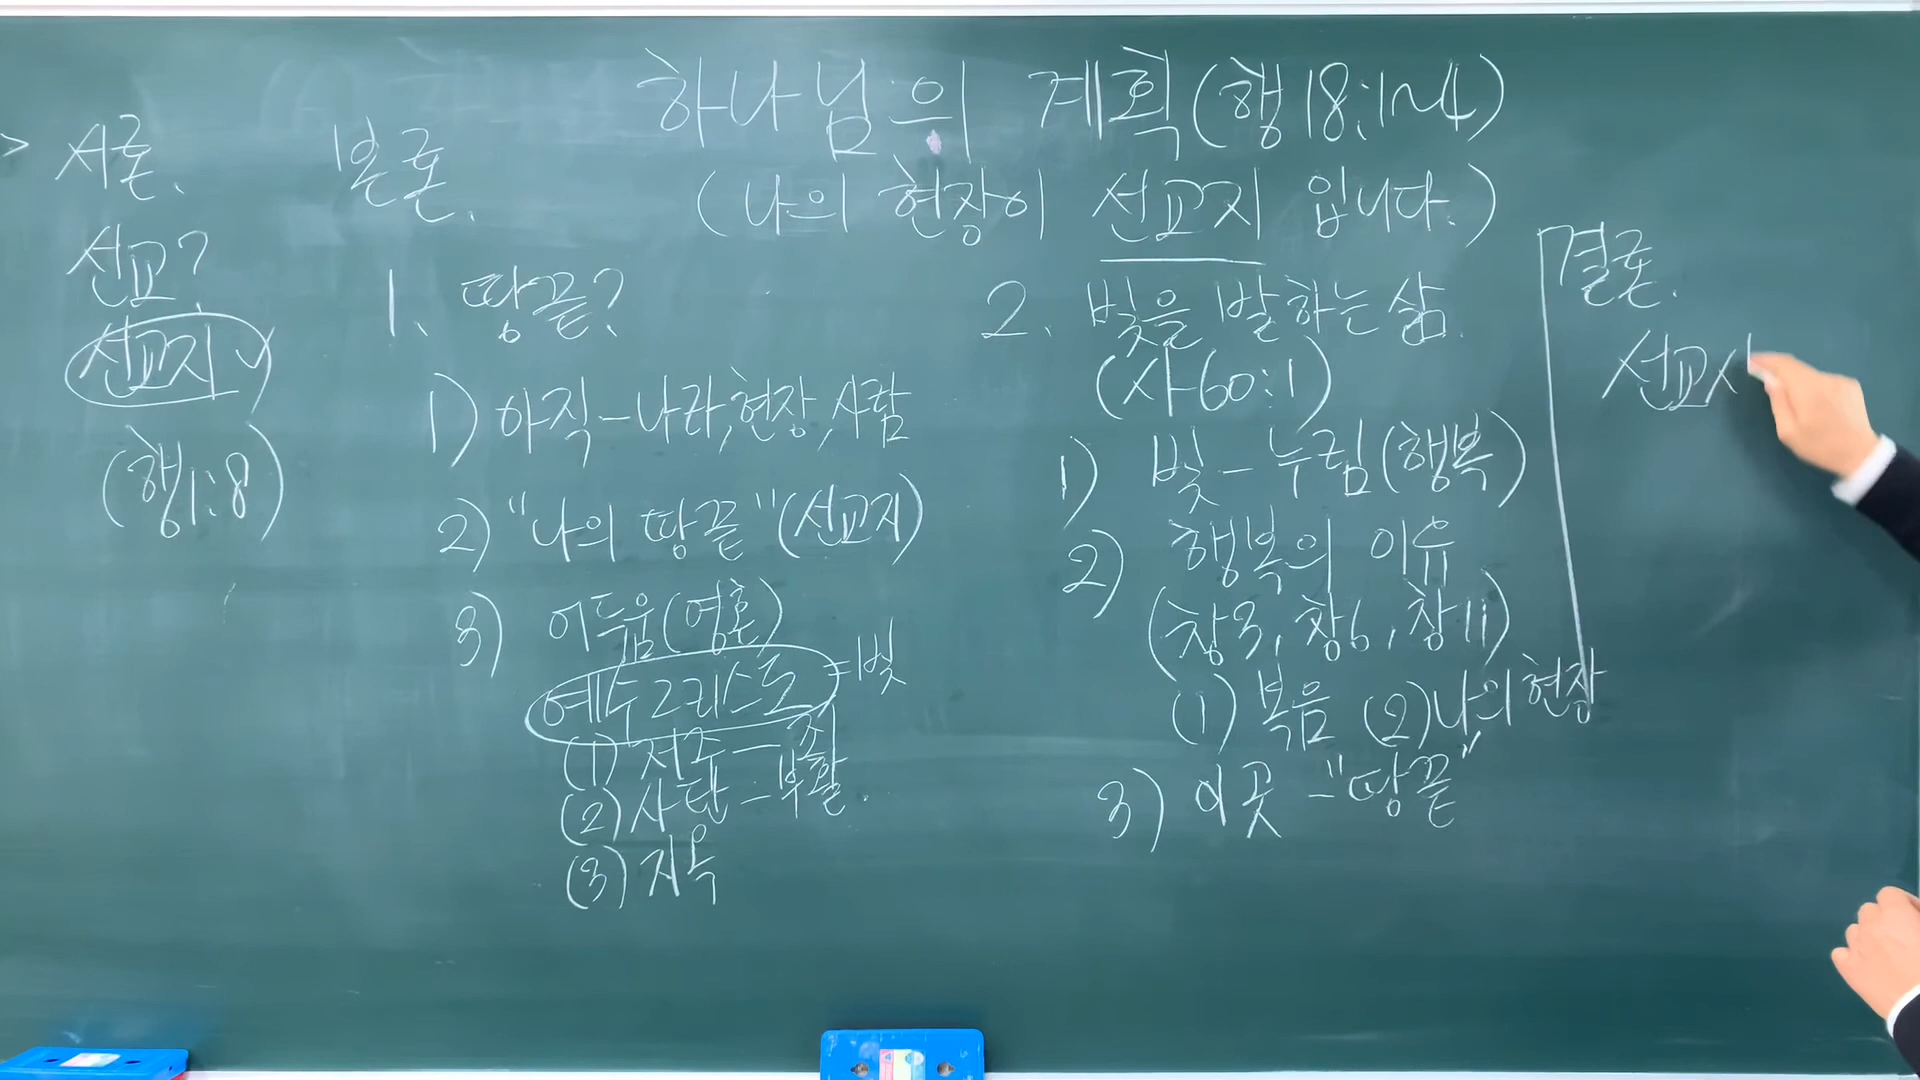 하나님의 계획(행18:1~4)
(나의 현장이 선교지 입니다.)
서론.
선교?
선교지 ✓
(행1:8)
본론.
1. 땅끝?
1) 아직-나라,현장,사람
2) "나의 땅끝"(선교지)
3) 어두움(영혼)
예수그리스도=빛
(1) 저주-죄
(2) 사탄-부활.
(3) 지옥
2. 빛을 발하는 삶.
(사60:1)
1) 빛-누림(행복)
2) 행복의 이유
(창3, 창6, 창11)
(1) 복음 (2)나의 현장
3) 이곳-"땅끝"
결론.
선교사